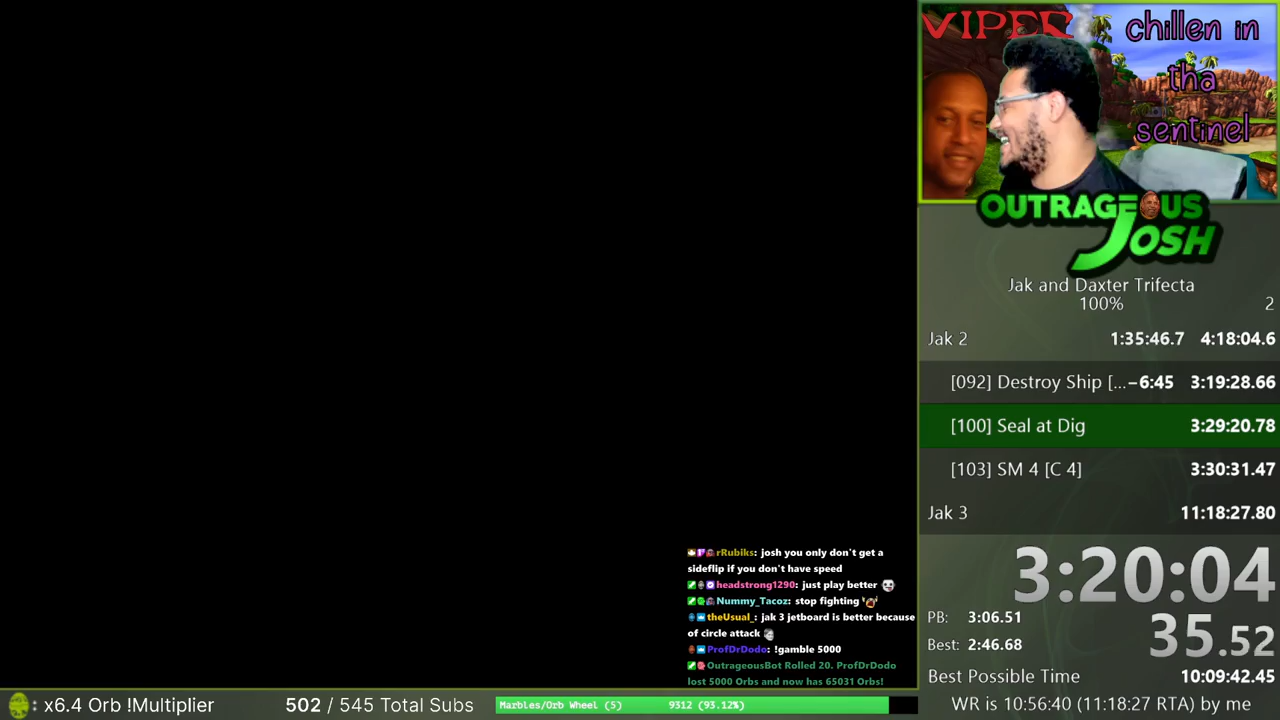 VIPER
chillen in
tha
sentinel
OUTRAGEOUS
JOSH
Jak and Daxter Trifecta
100% 2
Jak 2 1:35:46.7 4:18:04.6
[092] Destroy Ship [... −6:45 3:19:28.66
[100] Seal at Dig 3:29:20.78
[103] SM 4 [C 4] 3:30:31.47
Jak 3 11:18:27.80
3:20:04
PB: 3:06.51
35.52
Best: 2:46.68
Best Possible Time 10:09:42.45
WR is 10:56:40 (11:18:27 RTA) by me
rRubiks: josh you only don't get a
sideflip if you don't have speed
headstrong1290: just play better
Nummy_Tacoz: stop fighting
theUsual_: jak 3 jetboard is better because
of circle attack
ProfDrDodo: !gamble 5000
OutrageousBot Rolled 20. ProfDrDodo
lost 5000 Orbs and now has 65031 Orbs!
: x6.4 Orb !Multiplier 502 / 545 Total Subs Marbles/Orb Wheel (5) 9312 (93.12%)